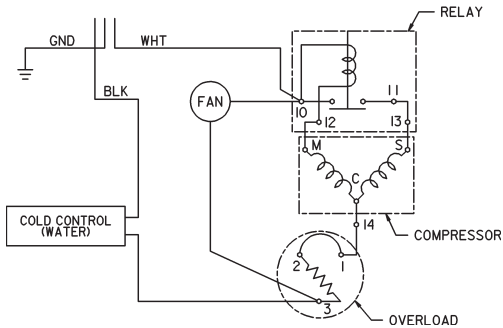 RELAY
GND
WHT
BLK
FAN
10
11
12
13
M
S
C
COLD CONTROL
(WATER)
14
COMPRESSOR
2
1
3
OVERLOAD